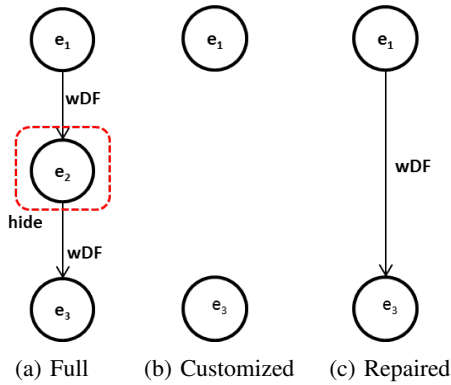 e₁ e₁ e₁
wDF
e₂
wDF
hide
wDF
e₃ e₃ e₃
(a) Full (b) Customized (c) Repaired